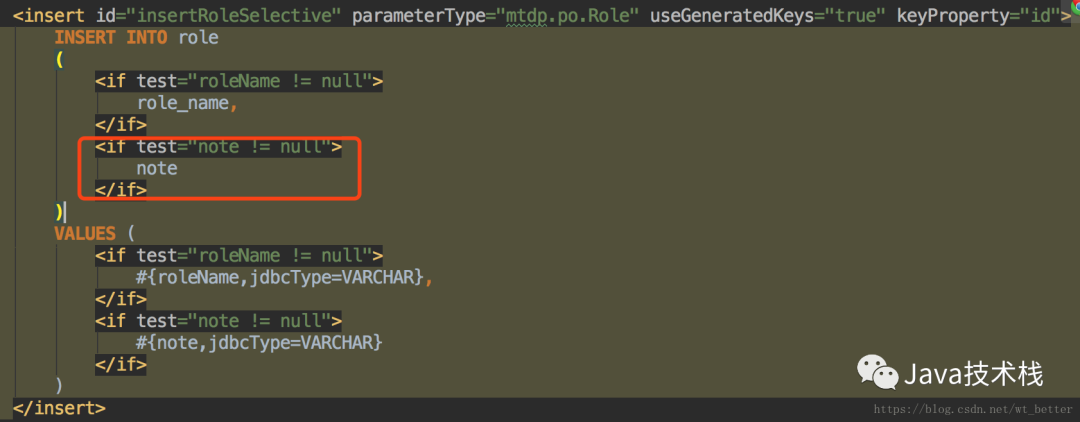 <insert id="insertRoleSelective" parameterType="mtdp.po.Role" useGeneratedKeys="true" keyProperty="id">
INSERT INTO role
(
<if test="roleName != null">
role_name,
</if>
<if test="note != null">
note
</if>
)
VALUES (
<if test="roleName != null">
#{roleName,jdbcType=VARCHAR},
</if>
<if test="note != null">
#{note,jdbcType=VARCHAR}
</if>
)
</insert>
Java技术栈
https://blog.csdn.net/wt_better